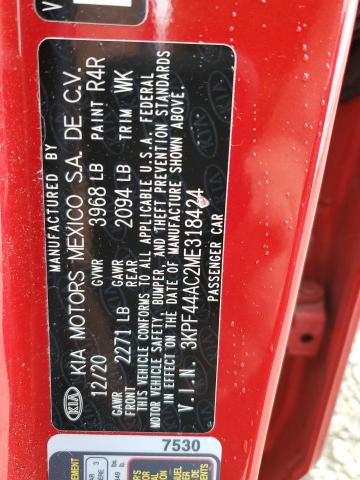 MANUFACTURED BY
KIA KIA MOTORS MEXICO S.A. DE C.V.
12/20 GVWR 3968 LB PAINT R4R
GAWR FRONT 2271 LB GAWR REAR 2094 LB TRIM WK
THIS VEHICLE CONFORMS TO ALL APPLICABLE U.S.A. FEDERAL
MOTOR VEHICLE SAFETY, BUMPER, AND THEFT PREVENTION STANDARDS
IN EFFECT ON THE DATE OF MANUFACTURE SHOWN ABOVE.
V.I.N. 3KPF44AC2ME318424
PASSENGER CAR
7530